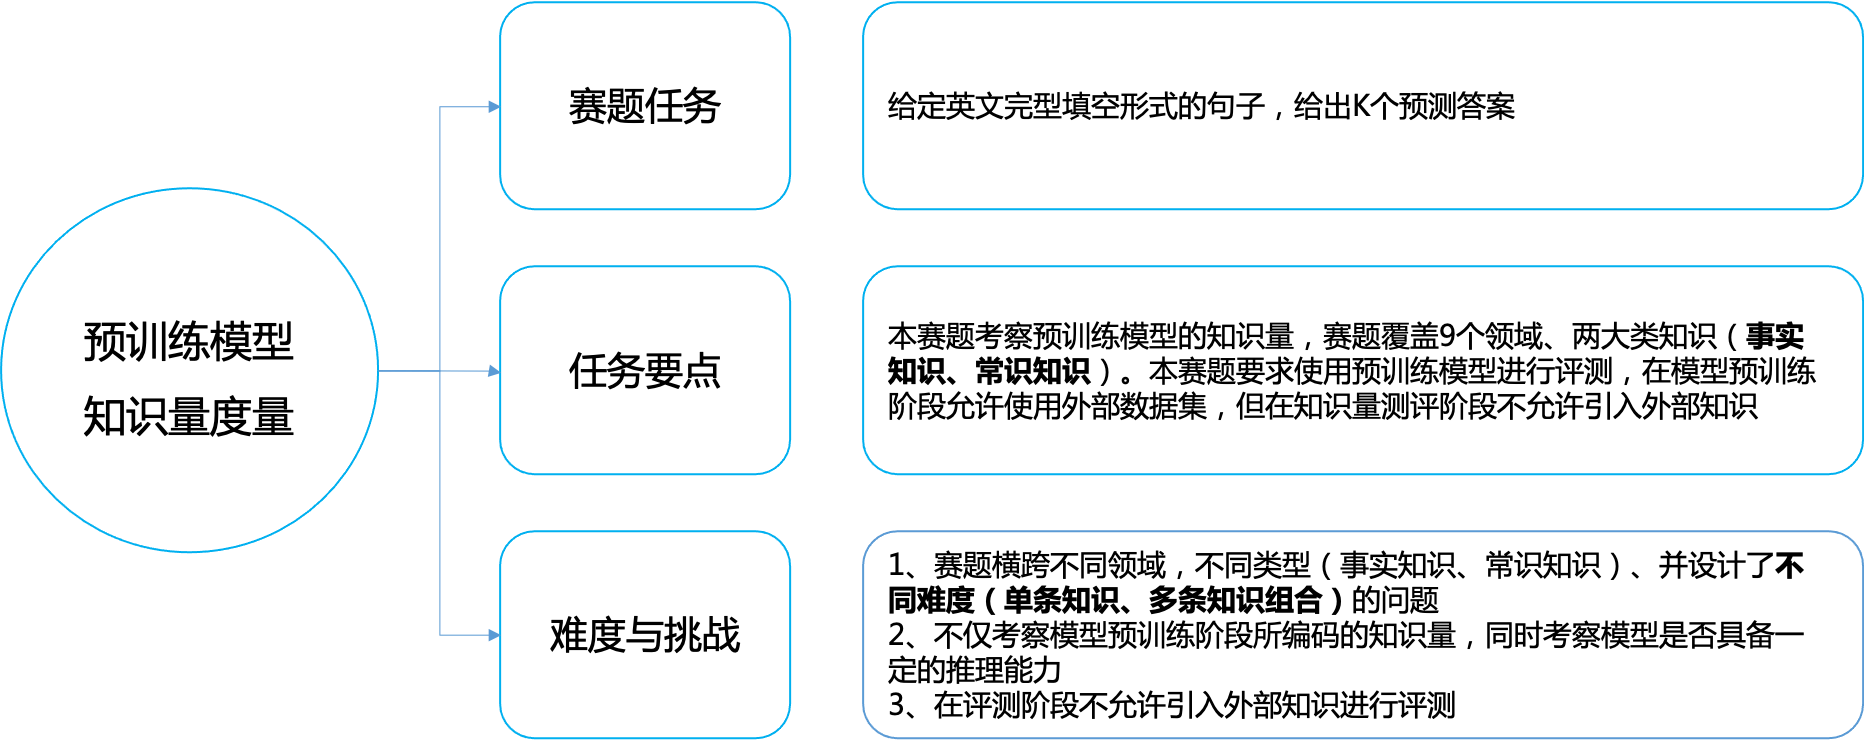 预训练模型
知识量度量
赛题任务
给定英文完型填空形式的句子，给出K个预测答案
任务要点
本赛题考察预训练模型的知识量，赛题覆盖9个领域、两大类知识（事实
知识、常识知识）。本赛题要求使用预训练模型进行评测，在模型预训练
阶段允许使用外部数据集，但在知识量测评阶段不允许引入外部知识
难度与挑战
1、赛题横跨不同领域，不同类型（事实知识、常识知识）、并设计了不
同难度（单条知识、多条知识组合）的问题
2、不仅考察模型预训练阶段所编码的知识量，同时考察模型是否具备一
定的推理能力
3、在评测阶段不允许引入外部知识进行评测